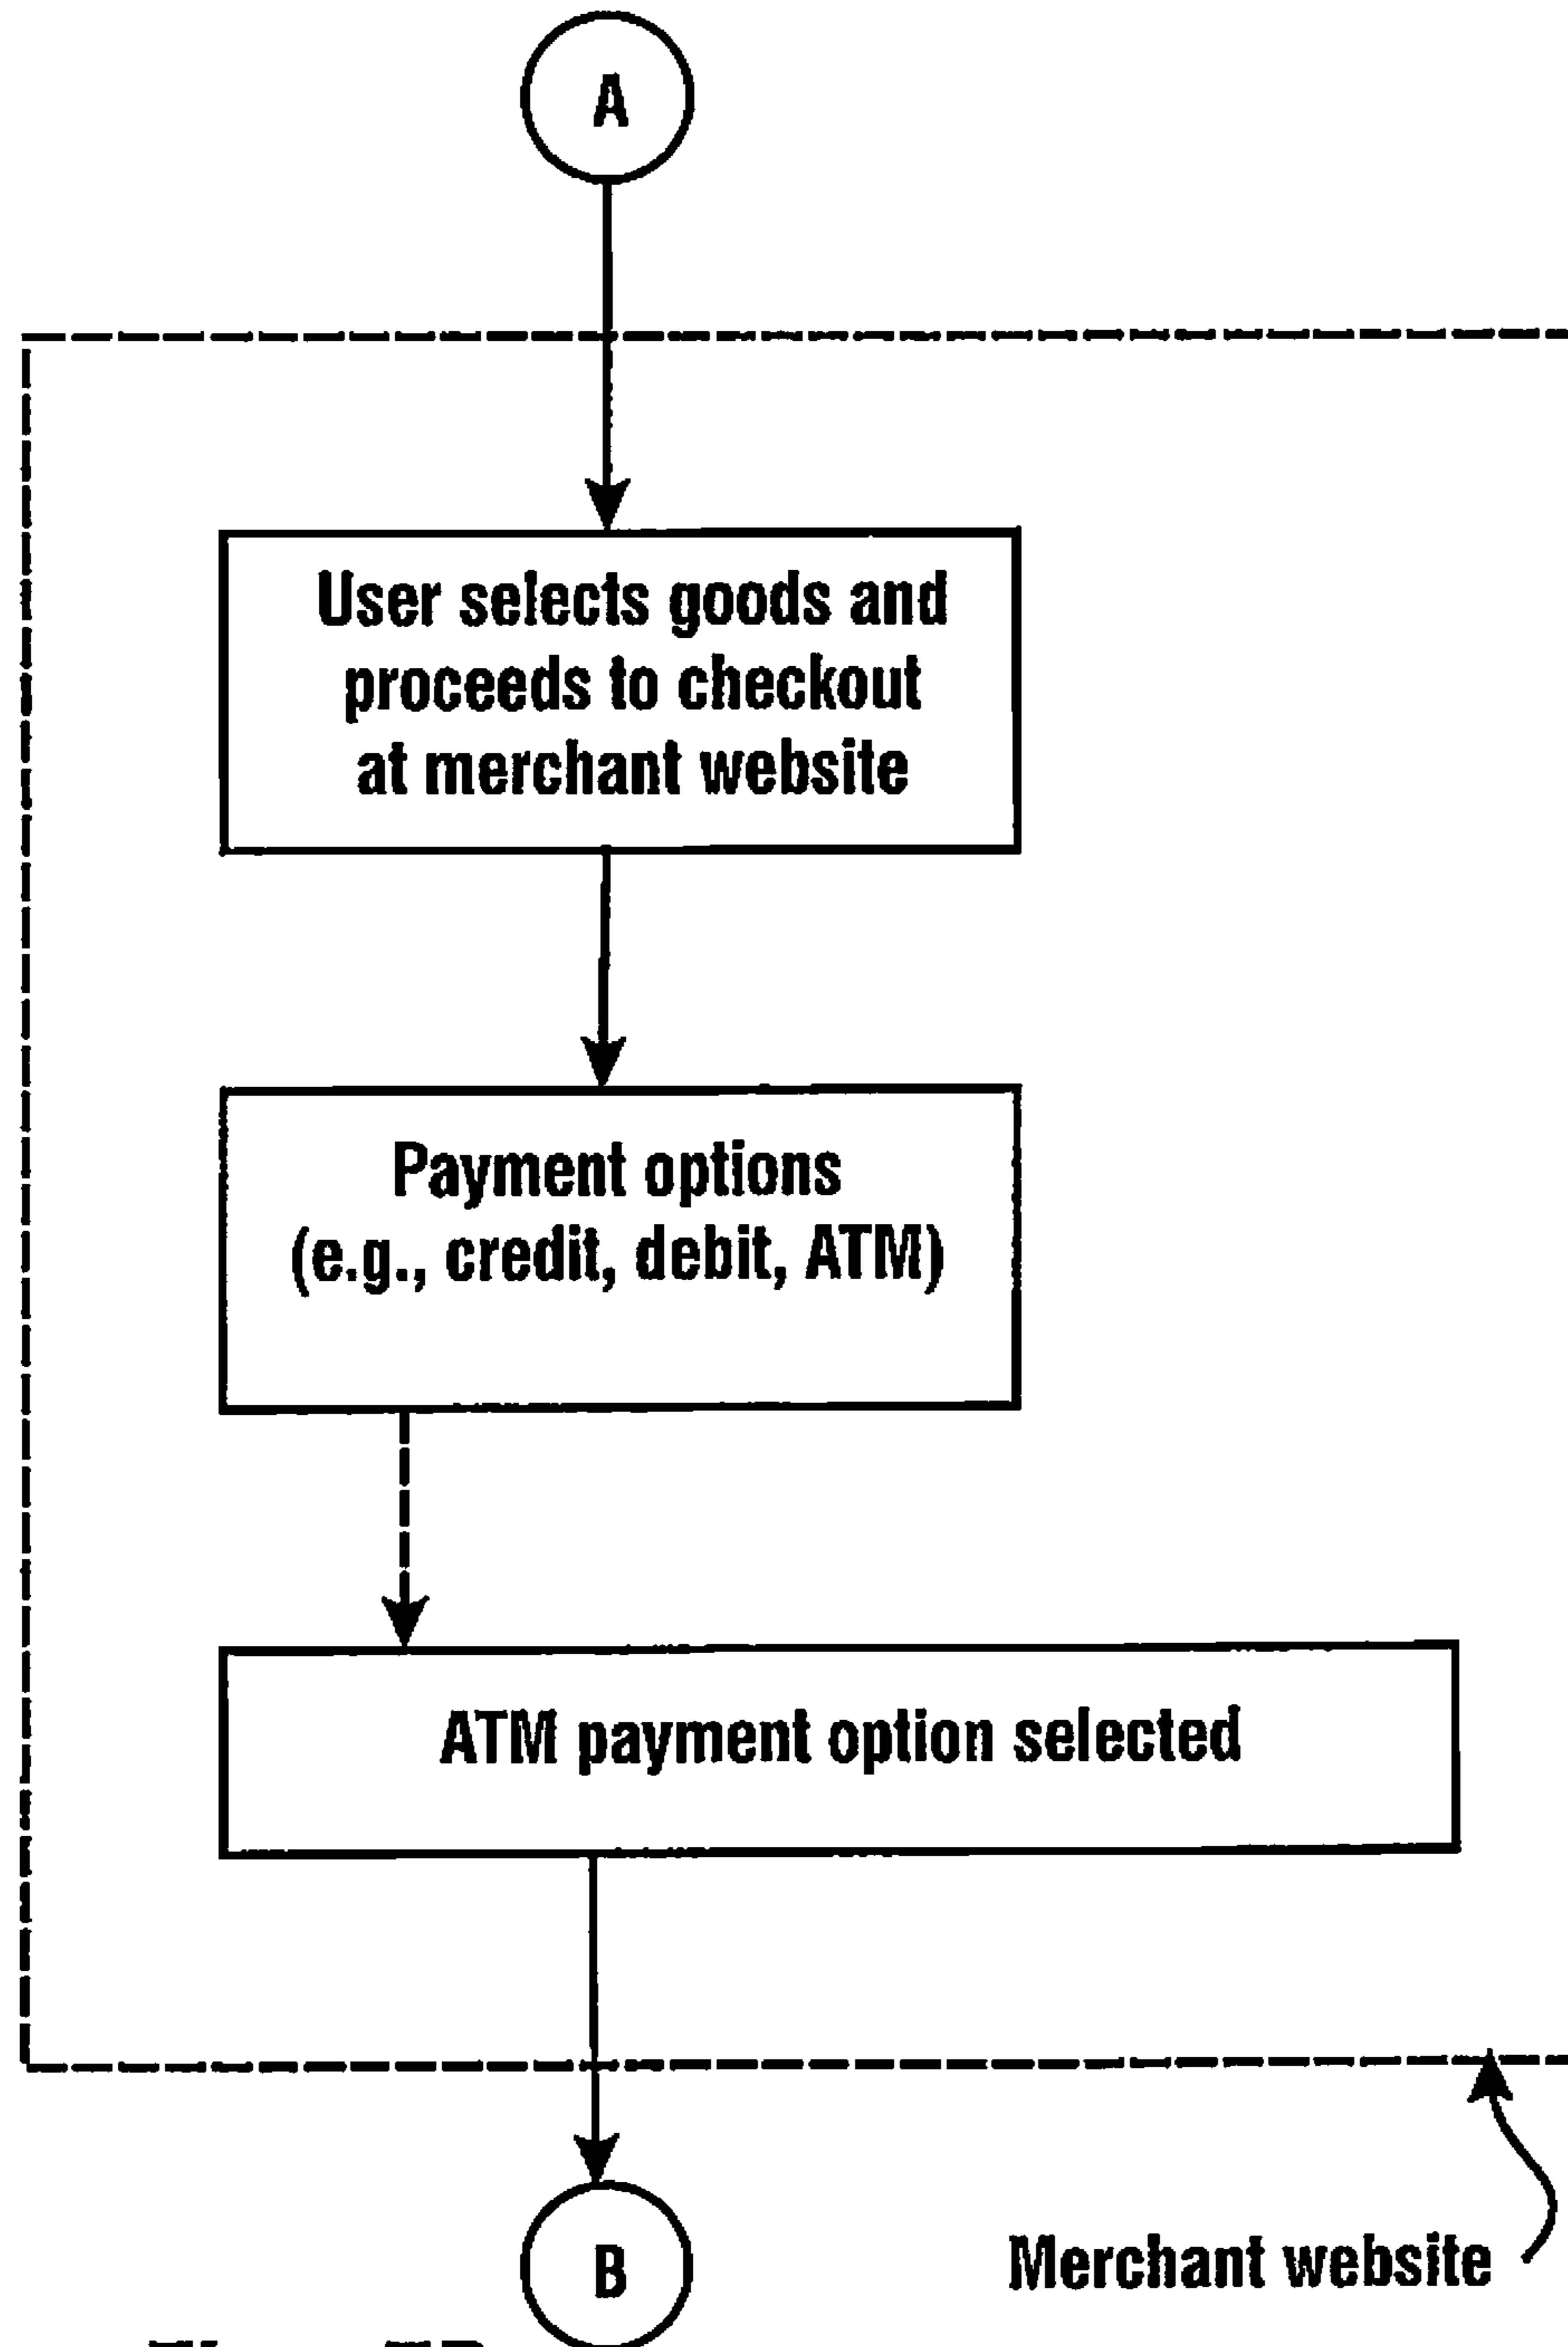 A
User selects goods and
proceeds to checkout
at merchant website
Payment options
(e.g., credit, debit, ATM)
ATM payment option selected
B
Merchant website